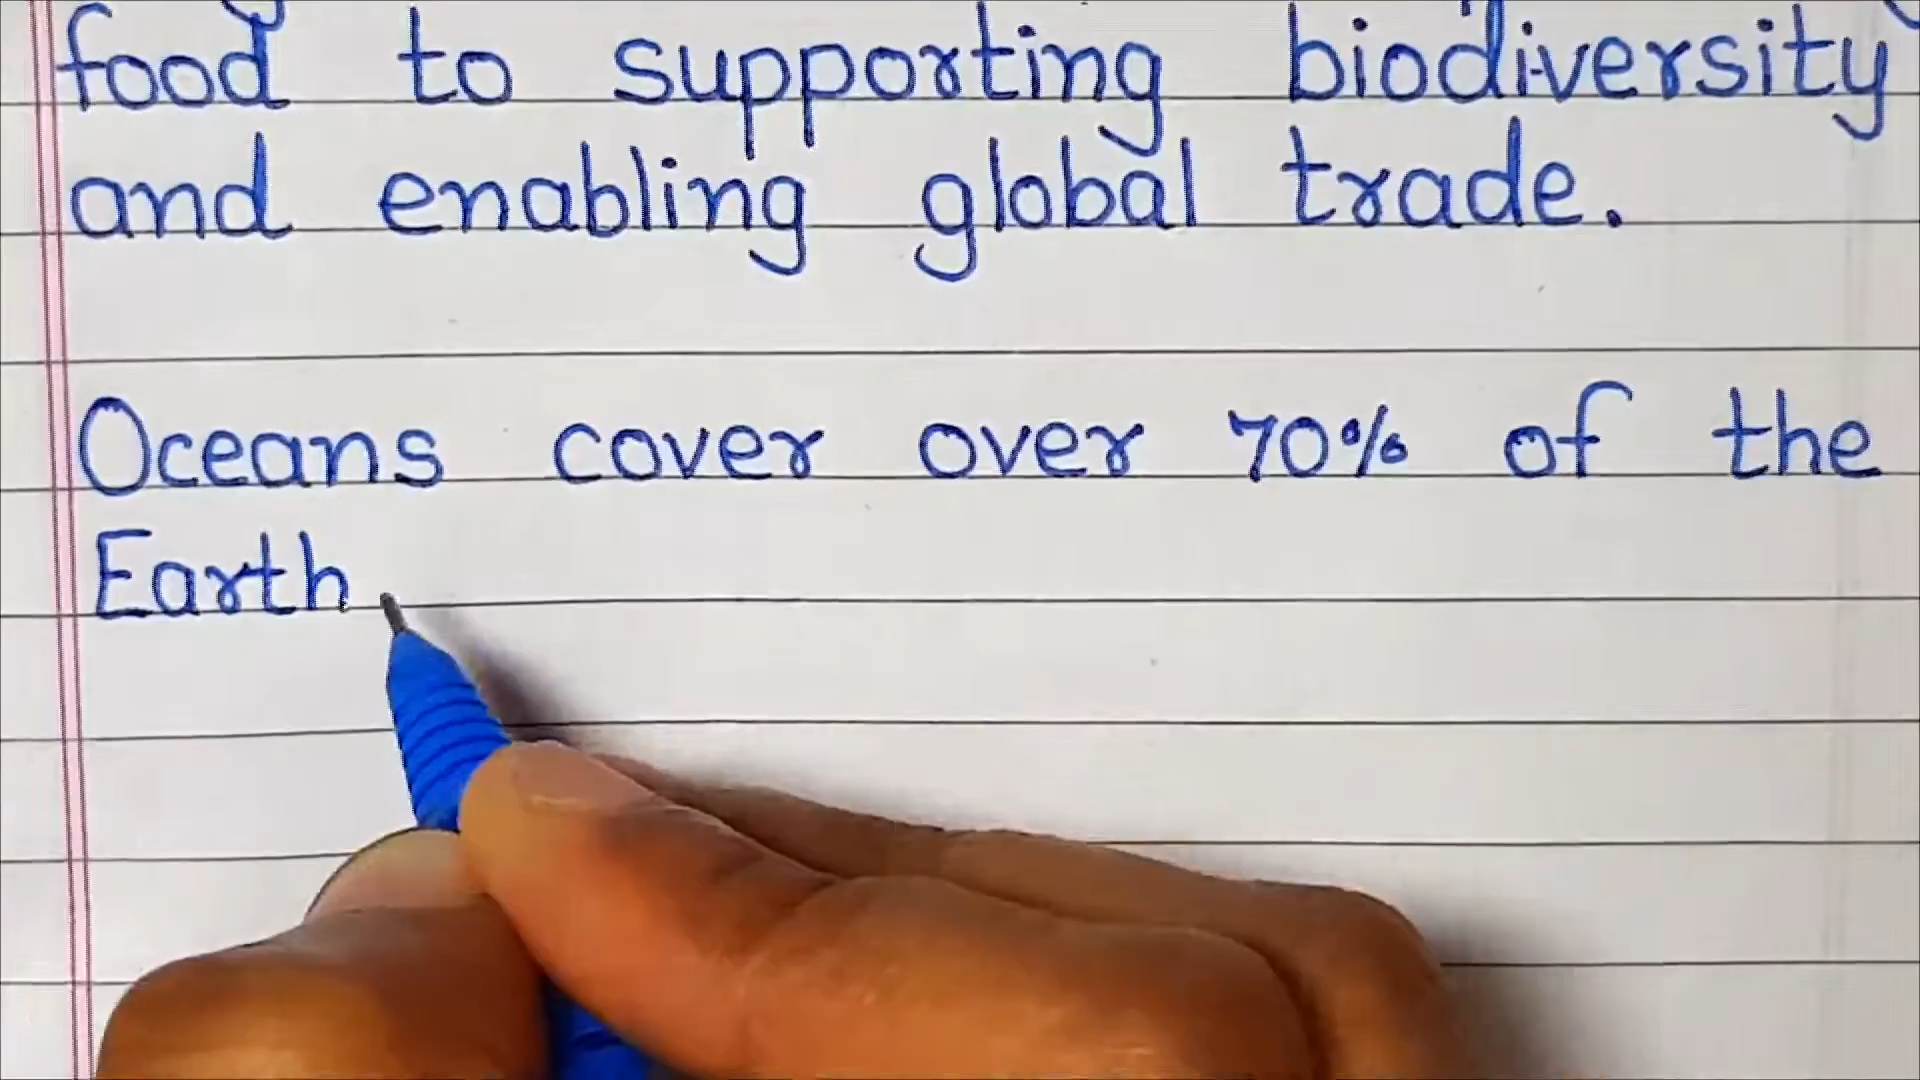 food to supporting biodiversity
and enabling global trade.
Oceans cover over 70% of the
Earth